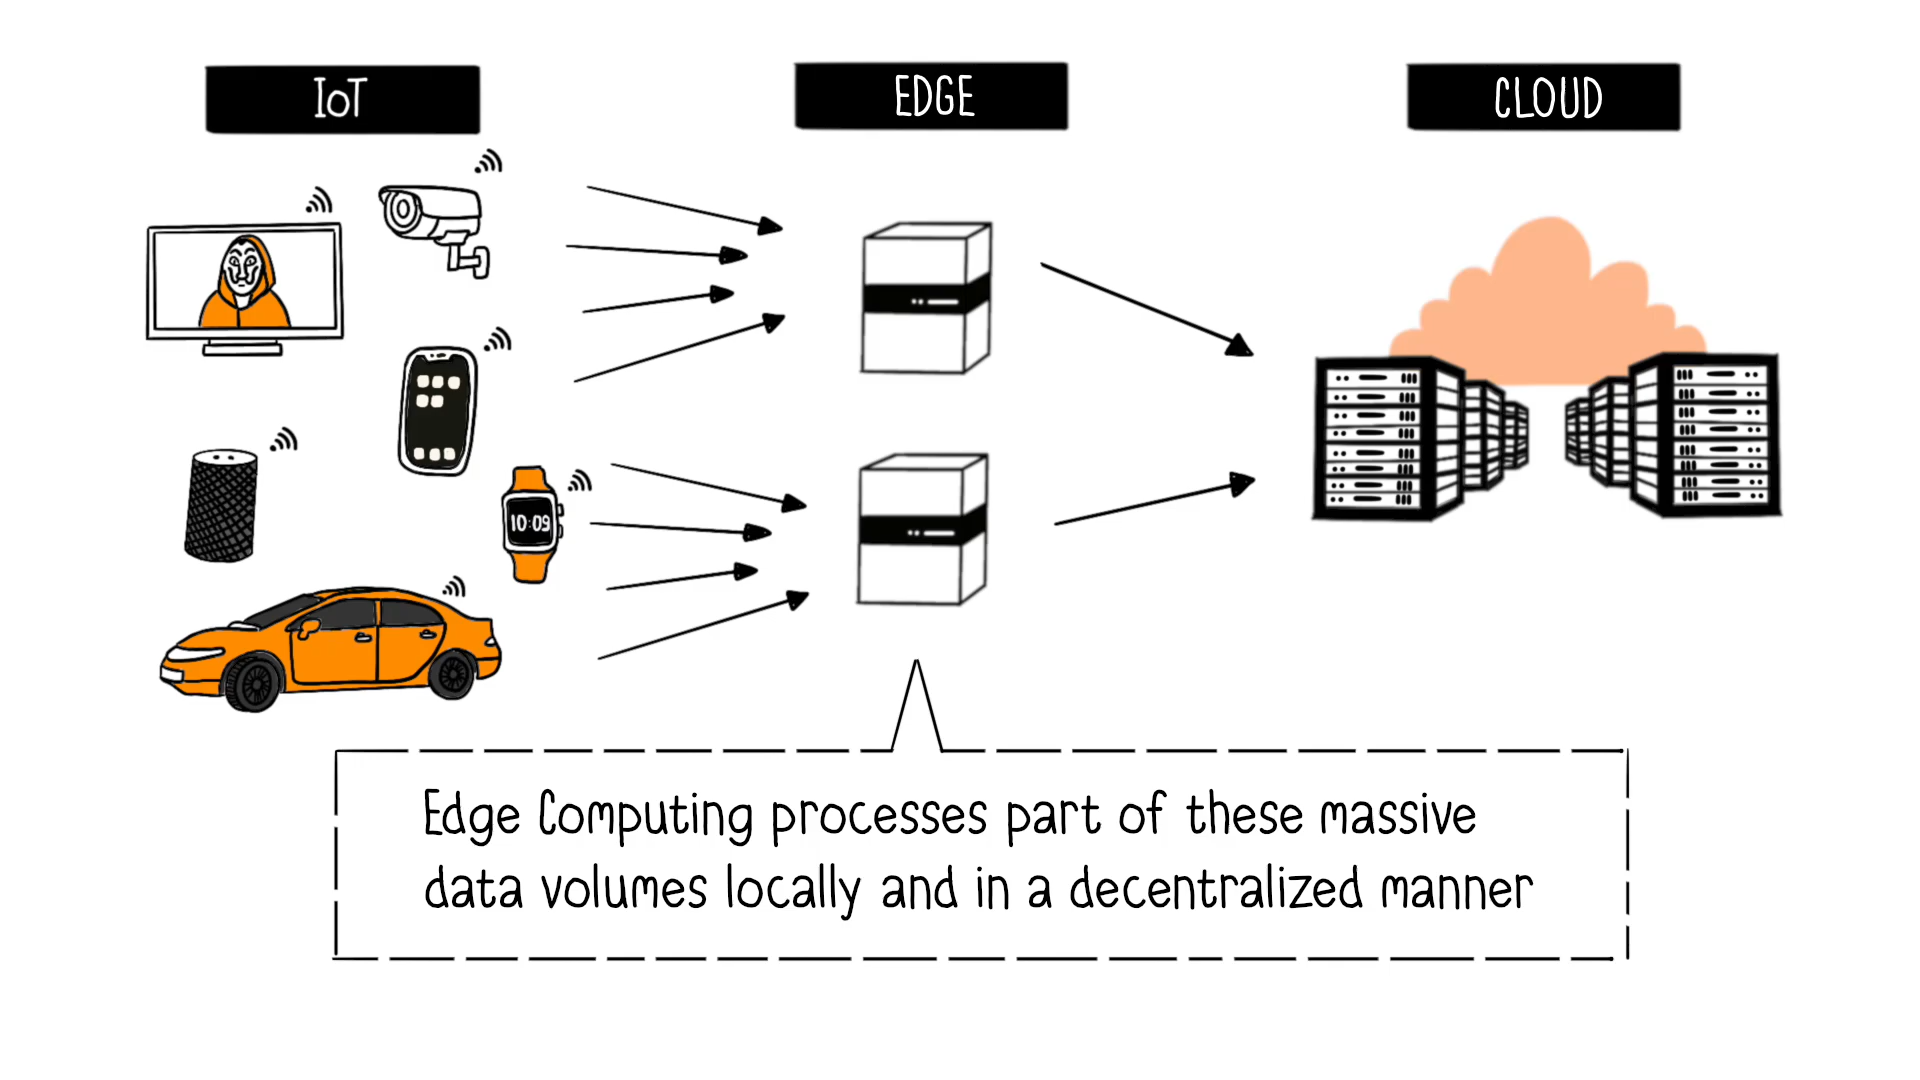 IoT
EDGE
CLOUD
10:09
Edge Computing processes part of these massive
data volumes locally and in a decentralized manner